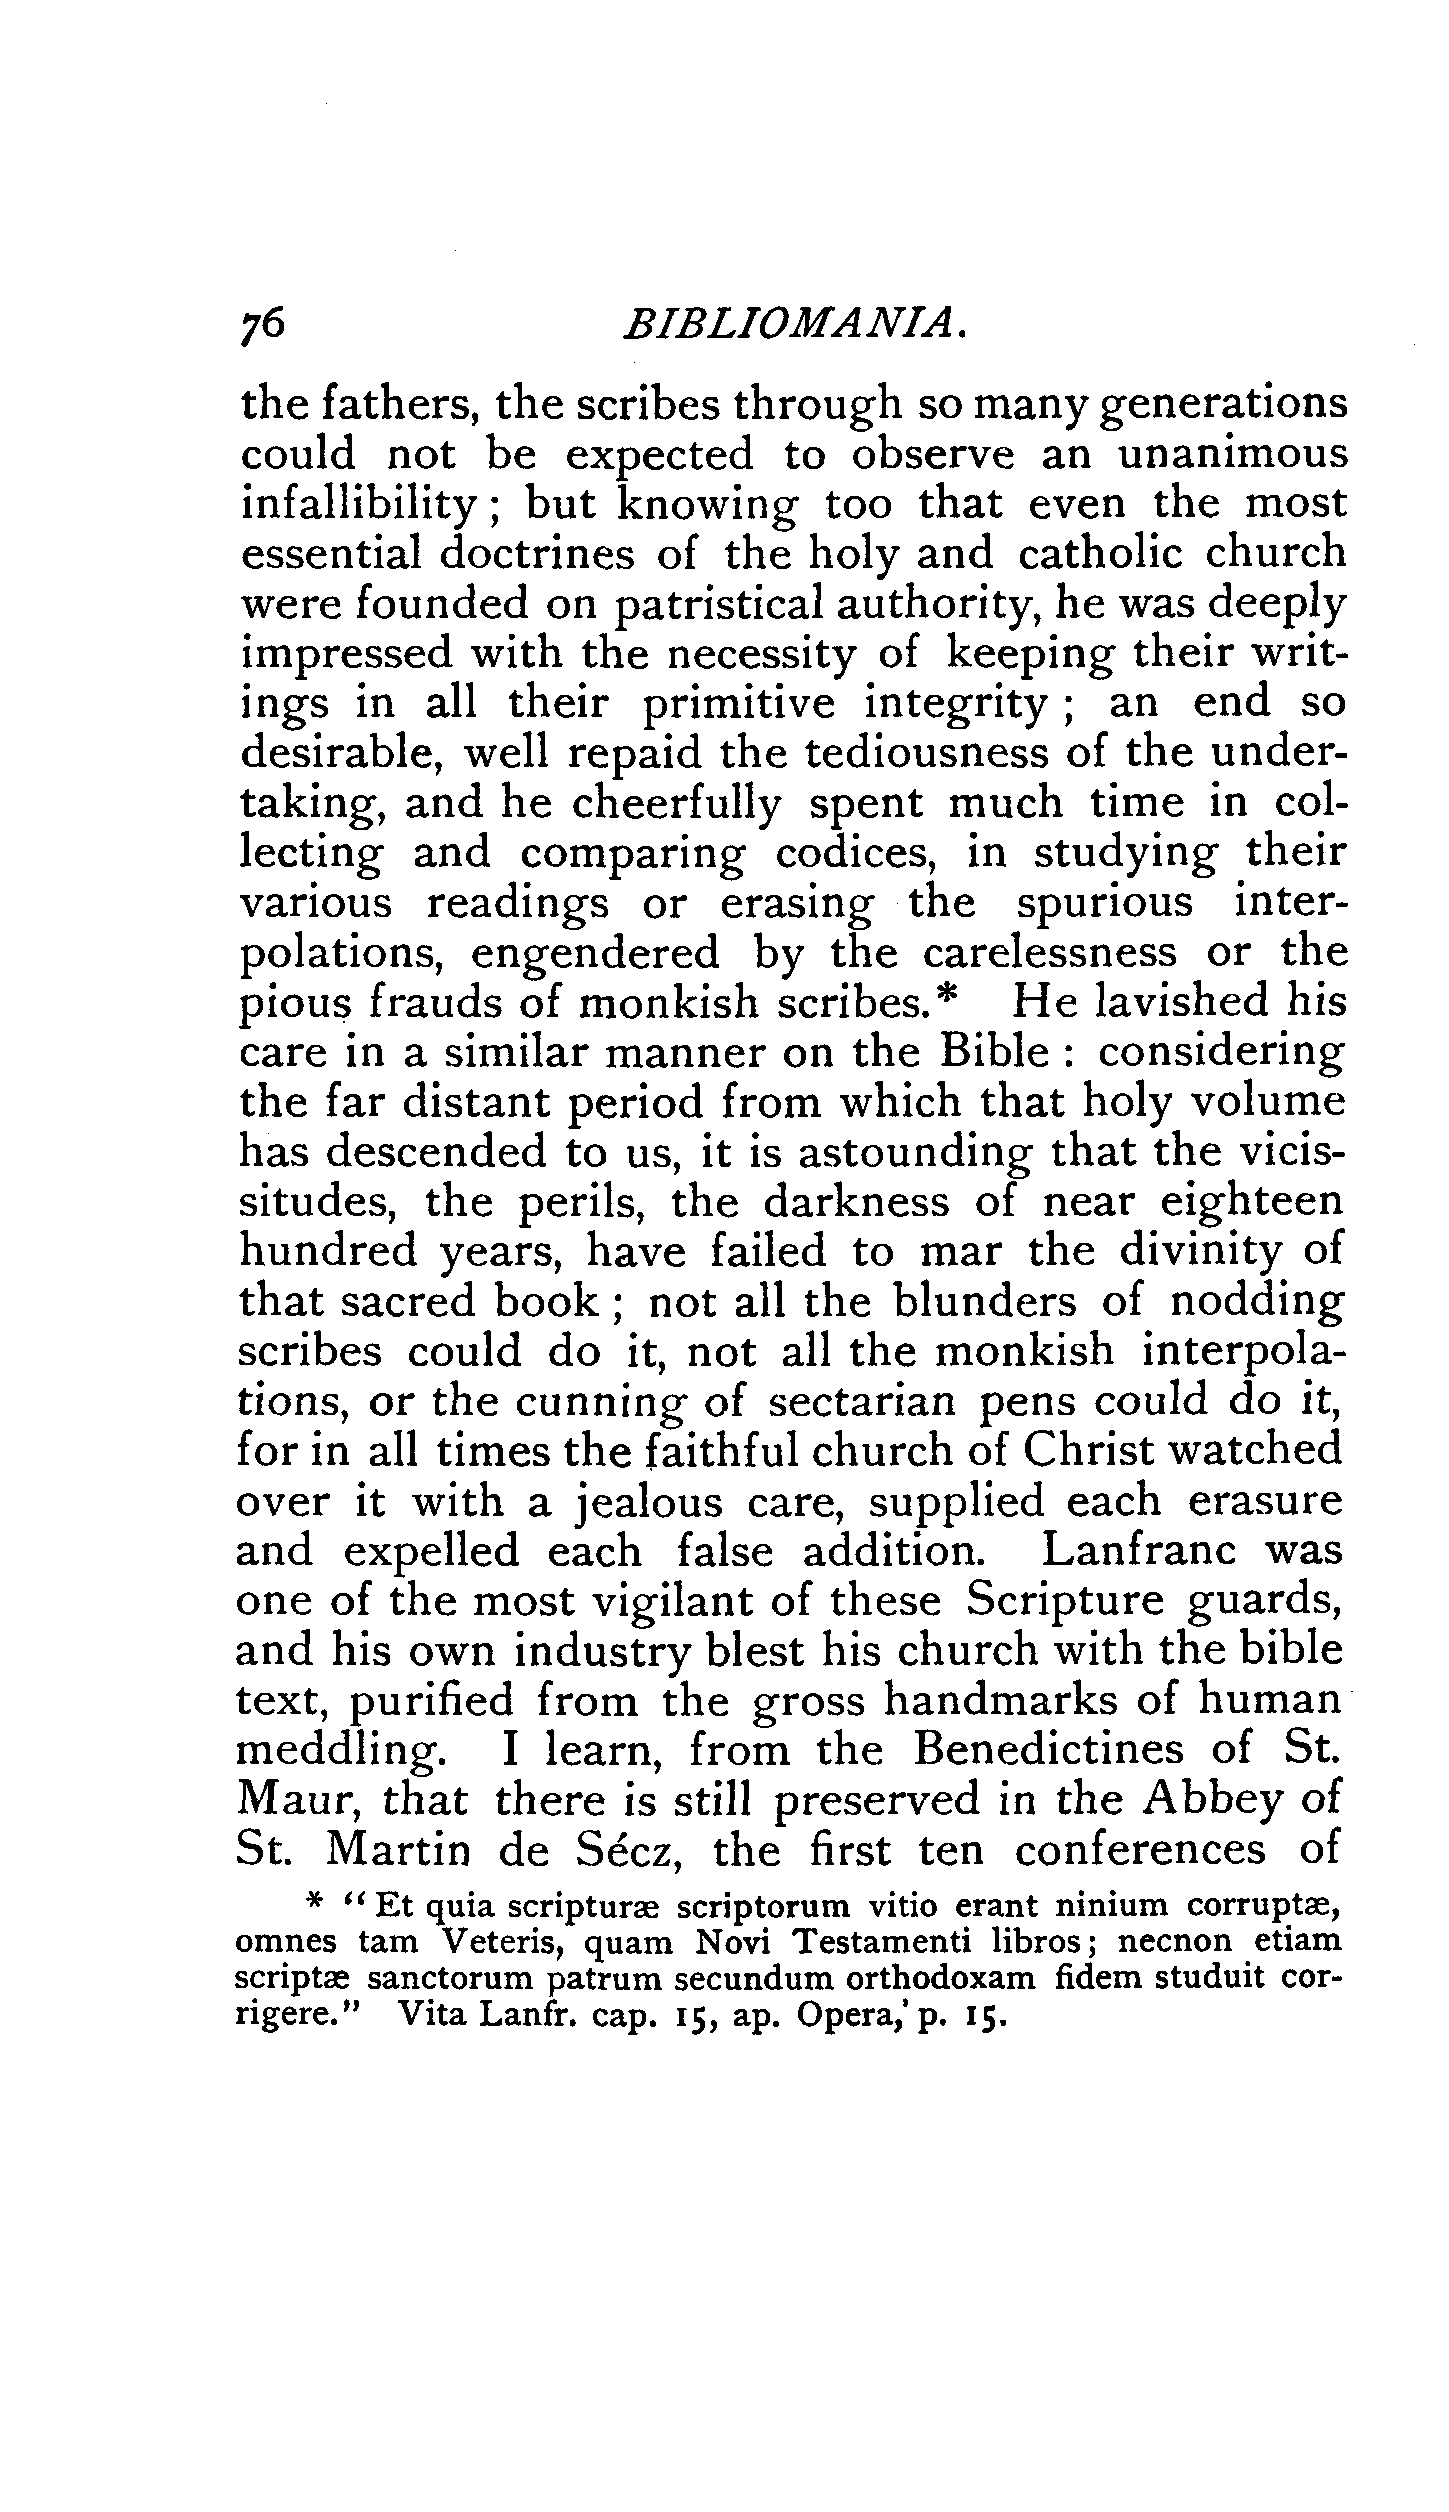 76 BIBLIOMANIA.
the fathers, the scribes through so many generations
could not be expected to observe an unanimous
infallibility ; but knowing too that even the most
essential doctrines of the holy and catholic church
were founded on patristical authority, he was deeply
impressed with the necessity of keeping their writ-
ings in all their primitive integrity ; an end so
desirable, well repaid the tediousness of the under-
taking, and he cheerfully spent much time in col-
lecting and comparing codices, in studying their
various readings or erasing the spurious inter-
polations, engendered by the carelessness or the
pious frauds of monkish scribes.* He lavished his
care in a similar manner on the Bible : considering
the far distant period from which that holy volume
has descended to us, it is astounding that the vicis-
situdes, the perils, the darkness of near eighteen
hundred years, have failed to mar the divinity of
that sacred book ; not all the blunders of nodding
scribes could do it, not all the monkish interpola-
tions, or the cunning of sectarian pens could do it,
for in all times the faithful church of Christ watched
over it with a jealous care, supplied each erasure
and expelled each false addition. Lanfranc was
one of the most vigilant of these Scripture guards,
and his own industry blest his church with the bible
text, purified from the gross handmarks of human
meddling. I learn, from the Benedictines of St.
Maur, that there is still preserved in the Abbey of
St. Martin de Sécz, the first ten conferences of
* “Et quia scripturæ scriptorum vitio erant ninium corruptæ,
omnes tam Veteris, quam Novi Testamenti libros; necnon etiam
scriptæ sanctorum patrum secundum orthodoxam fidem studuit cor-
rigere.” Vita Lanfr. cap. 15, ap. Opera,' p. 15.